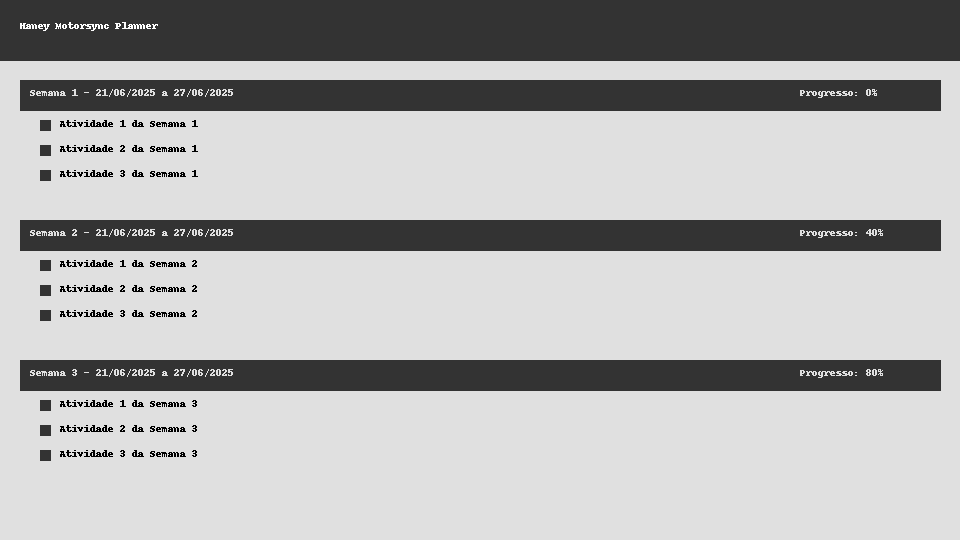 Haney Motorsync Planner
Semana 1 - 21/06/2025 a 27/06/2025 Progresso: 0%
Atividade 1 da Semana 1
Atividade 2 da Semana 1
Atividade 3 da Semana 1
Semana 2 - 21/06/2025 a 27/06/2025 Progresso: 40%
Atividade 1 da Semana 2
Atividade 2 da Semana 2
Atividade 3 da Semana 2
Semana 3 - 21/06/2025 a 27/06/2025 Progresso: 80%
Atividade 1 da Semana 3
Atividade 2 da Semana 3
Atividade 3 da Semana 3